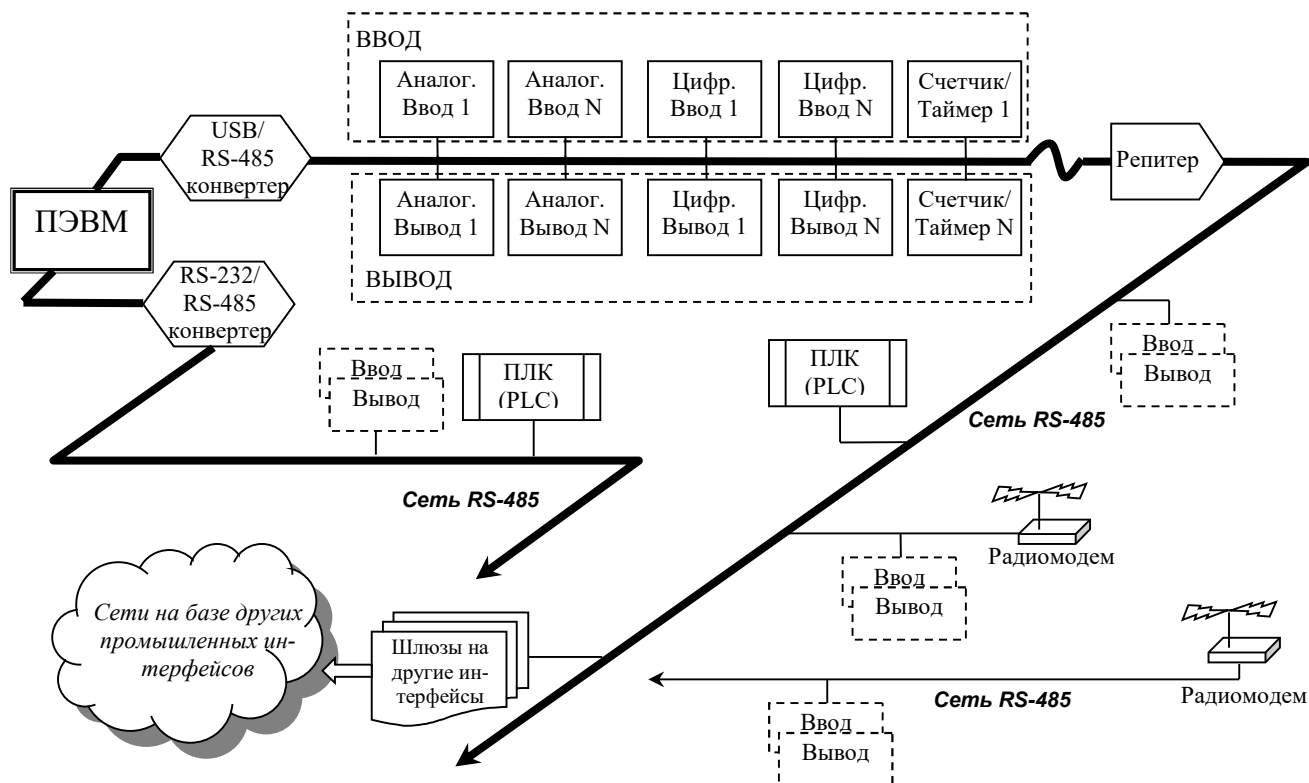 ВВОД
Аналог.
Ввод 1
Аналог.
Ввод N
Цифр.
Ввод 1
Цифр.
Ввод N
Счетчик/
Таймер 1
USB/
RS-485
конвертер
Репитер
ПЭВМ
Аналог.
Вывод 1
Аналог.
Вывод N
Цифр.
Вывод 1
Цифр.
Вывод N
Счетчик/
Таймер N
ВЫВОД
RS-232/
RS-485
конвертер
Ввод
Вывод
ПЛК
(PLC)
ПЛК
(PLC)
Ввод
Вывод
Сеть RS-485
Сеть RS-485
Радиомодем
Ввод
Вывод
Сети на базе других
промышленных ин-
терфейсов
Шлюзы на
другие ин-
терфейсы
Сеть RS-485
Радиомодем
Ввод
Вывод